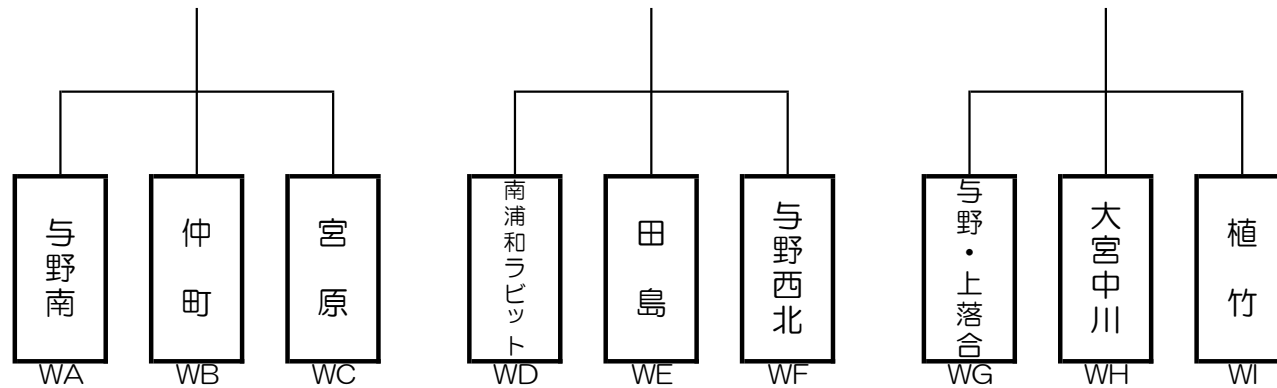 与野南
仲町
宮原
南浦和ラビット
田島
与野西北
与野・上落合
大宮中川
植竹
WA
WB
WC
WD
WE
WF
WG
WH
WI